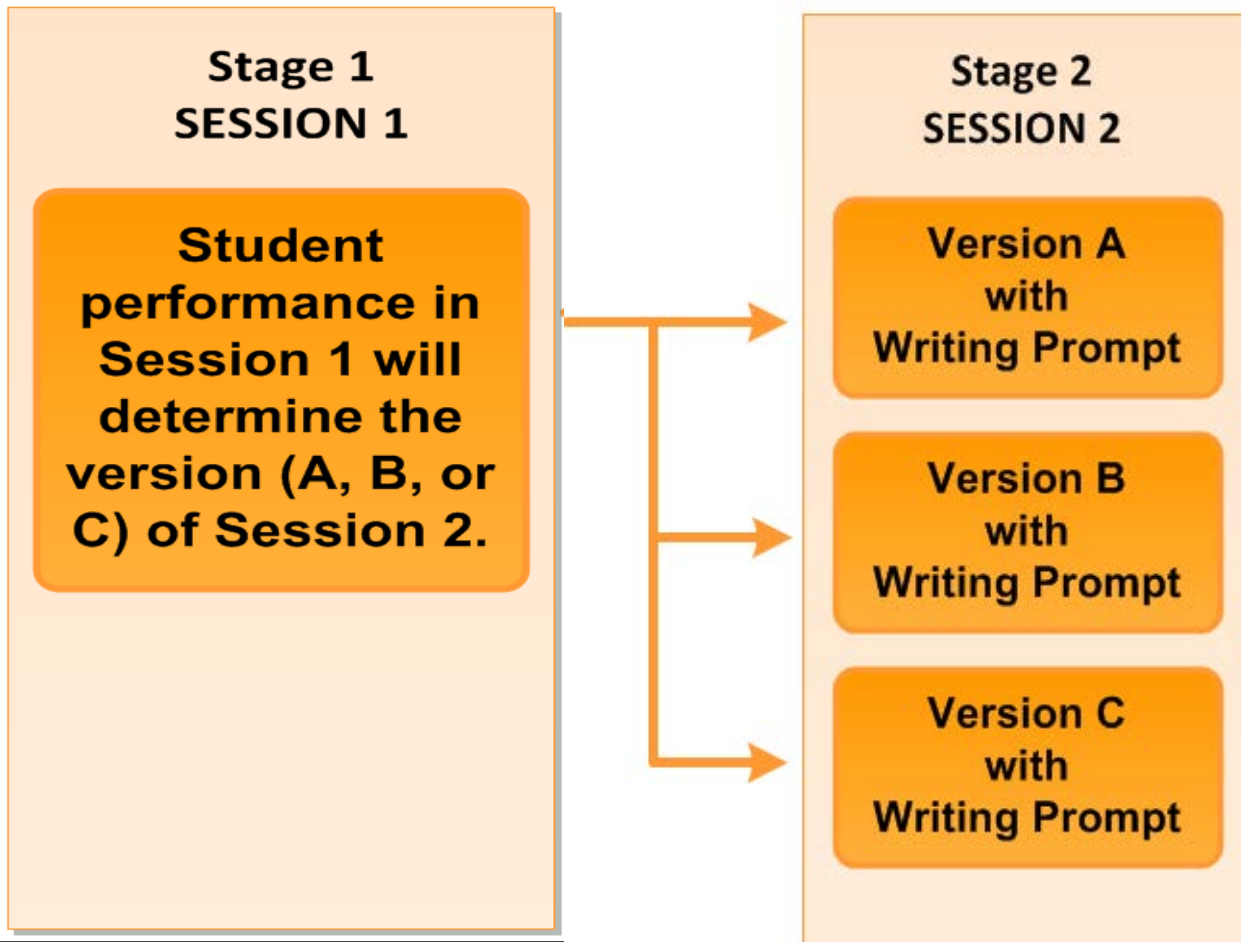 Stage 1
SESSION 1
Student
performance in
Session 1 will
determine the
version (A, B, or
C) of Session 2.
Stage 2
SESSION 2
Version A
with
Writing Prompt
Version B
with
Writing Prompt
Version C
with
Writing Prompt